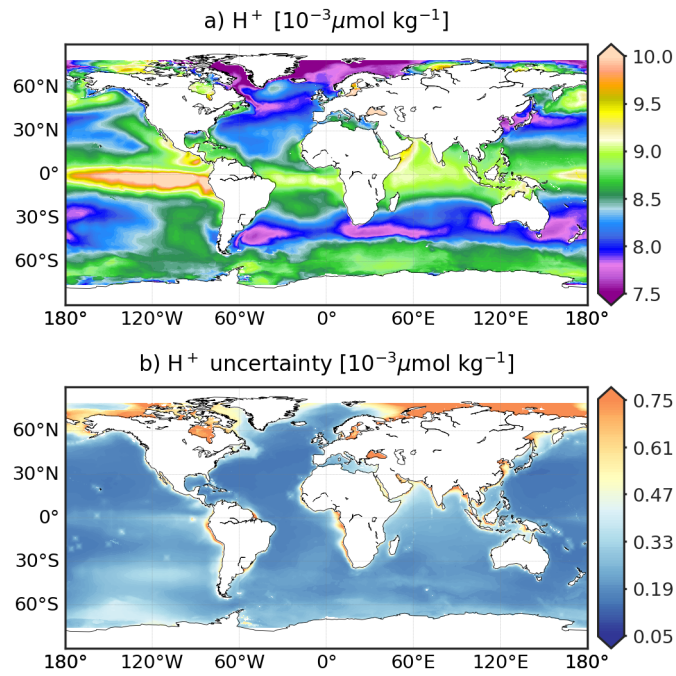 a) H⁺ [10⁻³μmol kg⁻¹]
60°N
30°N
0°
30°S
60°S
180° 120°W 60°W 0° 60°E 120°E 180°
10.0
9.5
9.0
8.5
8.0
7.5
b) H⁺ uncertainty [10⁻³μmol kg⁻¹]
60°N
30°N
0°
30°S
60°S
180° 120°W 60°W 0° 60°E 120°E 180°
0.75
0.61
0.47
0.33
0.19
0.05